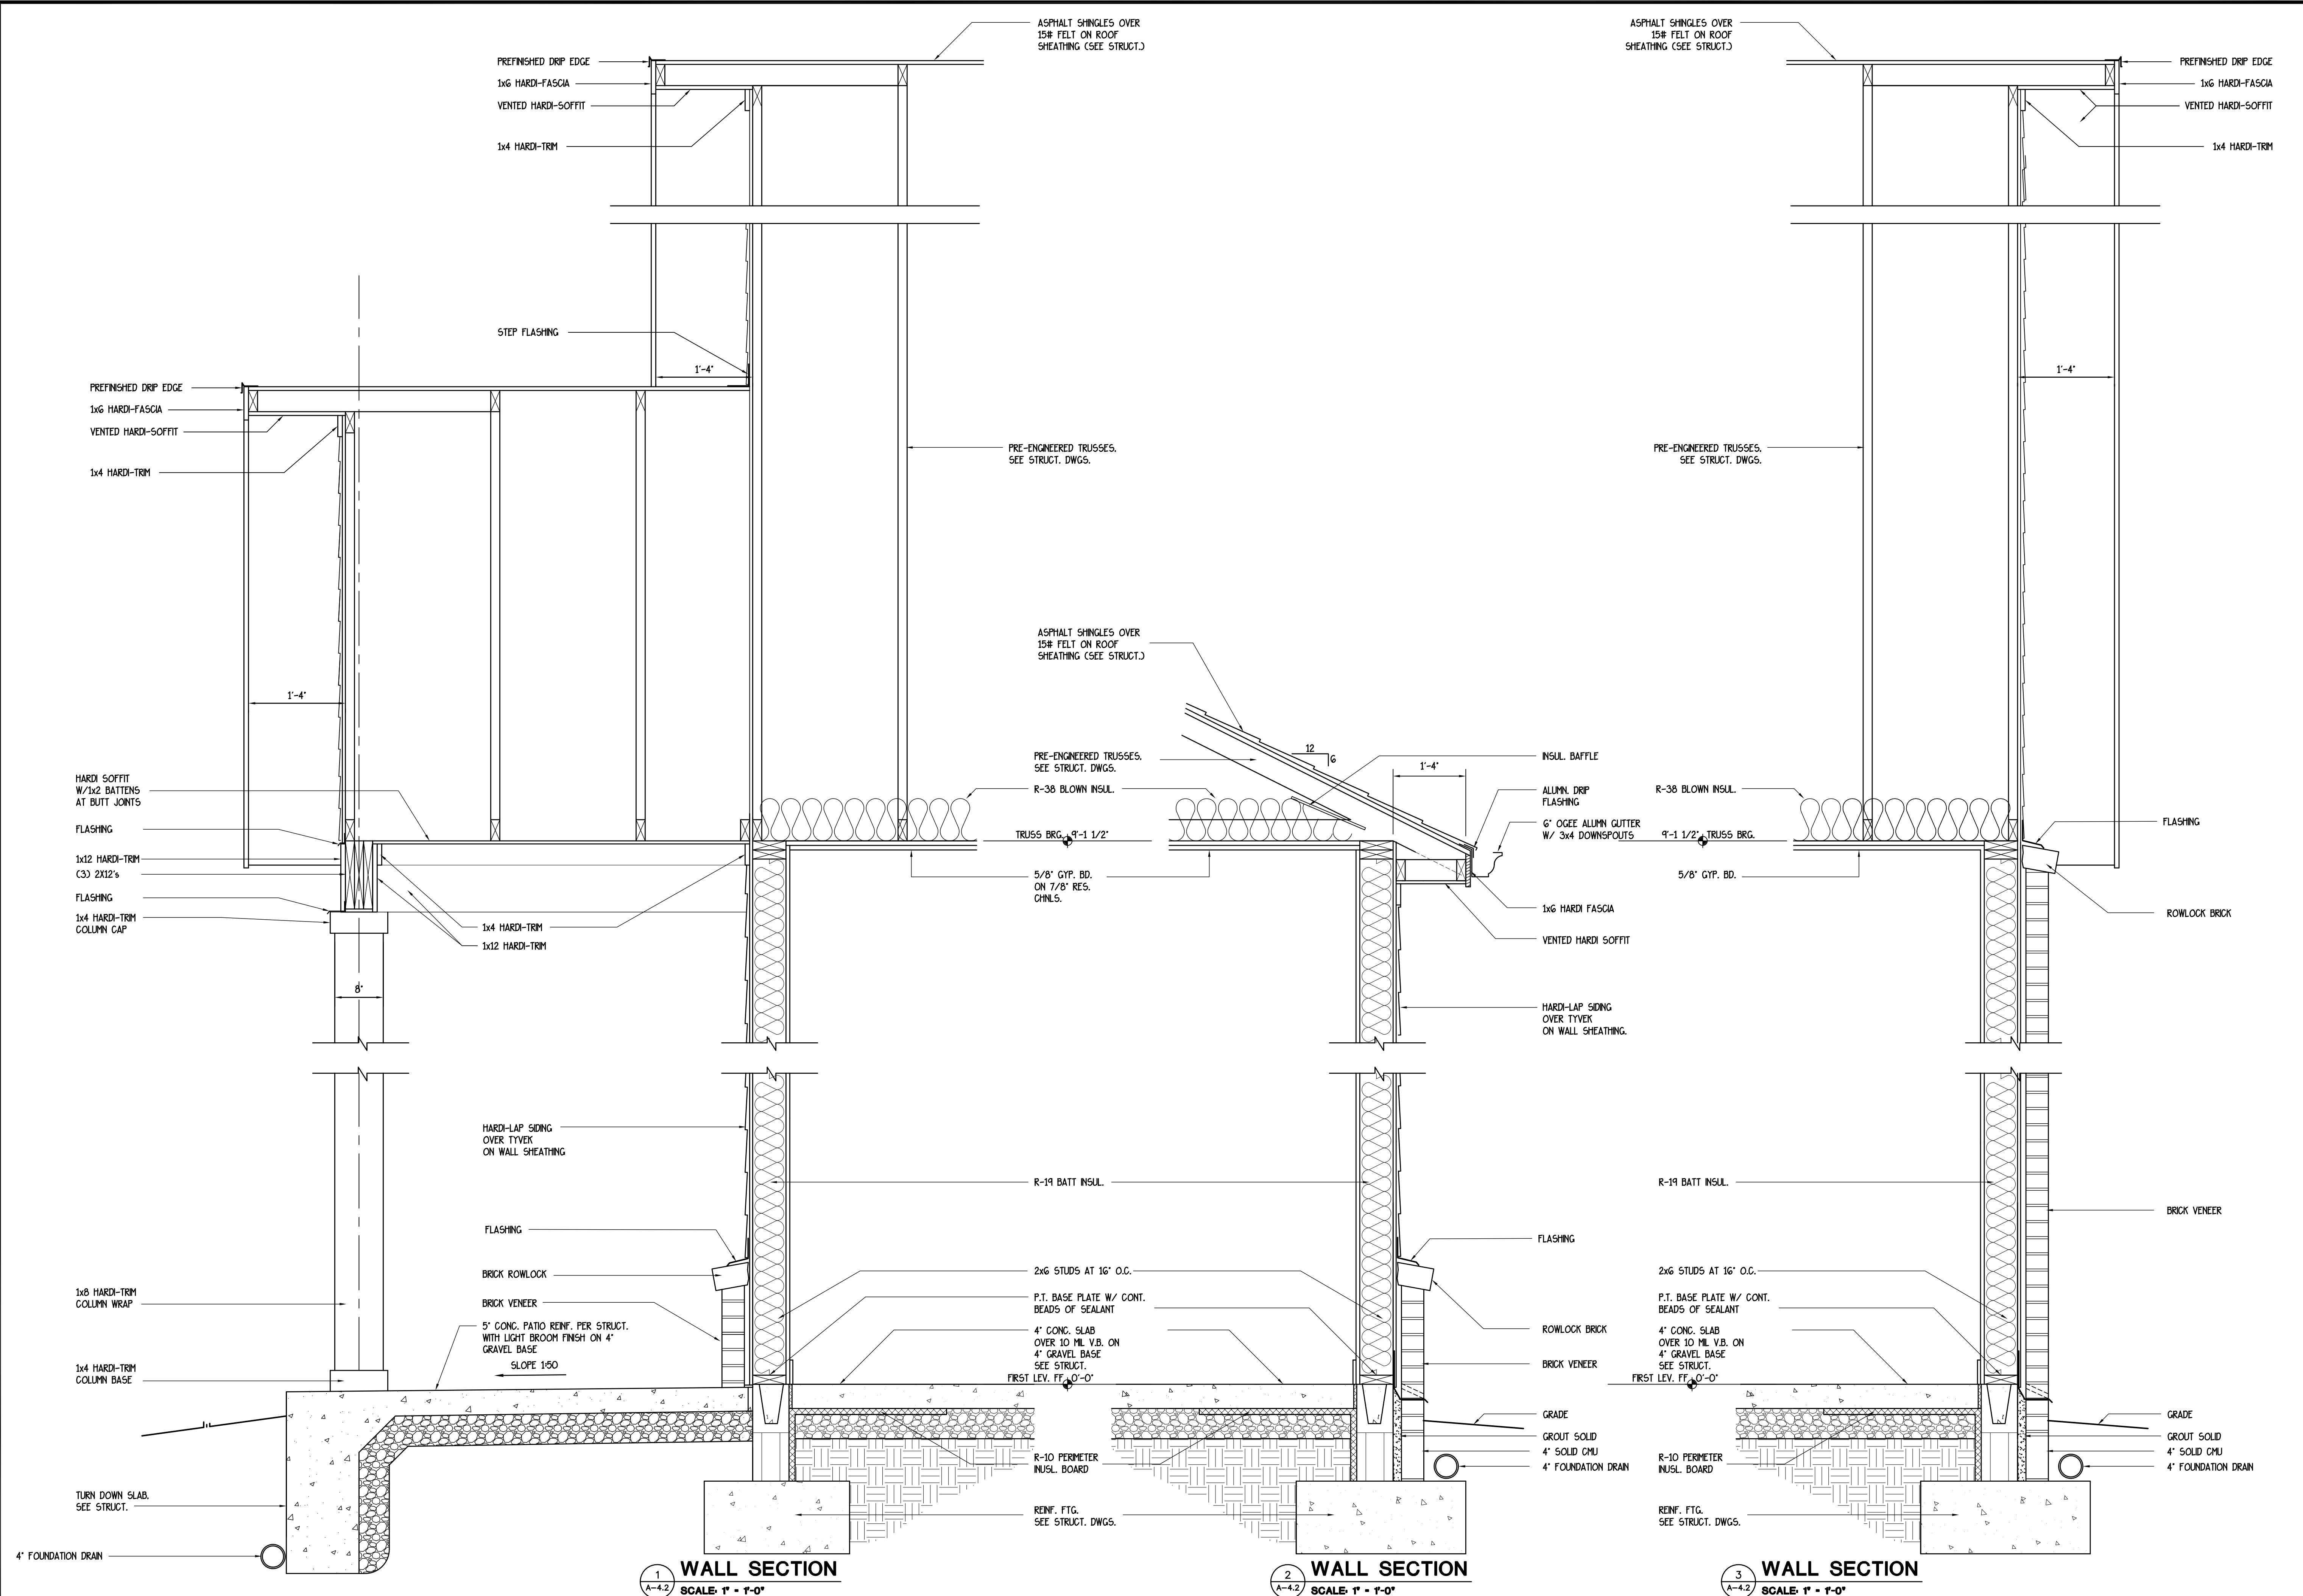 ASPHALT SHINGLES OVER
15# FELT ON ROOF
SHEATHING (SEE STRUCT.)
PREFINISHED DRIP EDGE
1x6 HARDI-FASCIA
VENTED HARDI-SOFFIT
1x4 HARDI-TRIM
STEP FLASHING
1'-4"
PREFINISHED DRIP EDGE
1x6 HARDI-FASCIA
VENTED HARDI-SOFFIT
1x4 HARDI-TRIM
PRE-ENGINEERED TRUSSES.
SEE STRUCT. DWGS.
1'-4"
HARDI SOFFIT
W/1x2 BATTENS
AT BUTT JOINTS
FLASHING
1x12 HARDI-TRIM
(3) 2X12's
FLASHING
1x4 HARDI-TRIM
COLUMN CAP
1x4 HARDI-TRIM
1x12 HARDI-TRIM
8"
HARDI-LAP SIDING
OVER TYVEK
ON WALL SHEATHING
FLASHING
BRICK ROWLOCK
BRICK VENEER
5" CONC. PATIO REINF. PER STRUCT.
WITH LIGHT BROOM FINISH ON 4"
GRAVEL BASE
SLOPE 1:50
1x8 HARDI-TRIM
COLUMN WRAP
1x4 HARDI-TRIM
COLUMN BASE
TURN DOWN SLAB.
SEE STRUCT.
4" FOUNDATION DRAIN
1
A-4.2
WALL SECTION
SCALE: 1" = 1'-0"
ASPHALT SHINGLES OVER
15# FELT ON ROOF
SHEATHING (SEE STRUCT.)
PRE-ENGINEERED TRUSSES.
SEE STRUCT. DWGS.
12
6
1'-4"
R-38 BLOWN INSUL.
TRUSS BRG. 9'-1 1/2"
5/8" GYP. BD.
ON 7/8" RES.
CHNLS.
INSUL. BAFFLE
ALUMN. DRIP
FLASHING
6" OGEE ALUMN GUTTER
W/ 3x4 DOWNSPOUTS
1x6 HARDI FASCIA
VENTED HARDI SOFFIT
HARDI-LAP SIDING
OVER TYVEK
ON WALL SHEATHING.
R-19 BATT INSUL.
FLASHING
2x6 STUDS AT 16" O.C.
P.T. BASE PLATE W/ CONT.
BEADS OF SEALANT
4" CONC. SLAB
OVER 10 MIL V.B. ON
4" GRAVEL BASE
SEE STRUCT.
FIRST LEV. FF 0'-0"
ROWLOCK BRICK
BRICK VENEER
GRADE
GROUT SOLID
4" SOLID CMU
4" FOUNDATION DRAIN
R-10 PERIMETER
INUSL. BOARD
REINF. FTG.
SEE STRUCT. DWGS.
2
A-4.2
WALL SECTION
SCALE: 1" = 1'-0"
ASPHALT SHINGLES OVER
15# FELT ON ROOF
SHEATHING (SEE STRUCT.)
PREFINISHED DRIP EDGE
1x6 HARDI-FASCIA
VENTED HARDI-SOFFIT
1x4 HARDI-TRIM
1'-4"
PRE-ENGINEERED TRUSSES.
SEE STRUCT. DWGS.
R-38 BLOWN INSUL.
9'-1 1/2" TRUSS BRG.
5/8" GYP. BD.
FLASHING
ROWLOCK BRICK
R-19 BATT INSUL.
BRICK VENEER
2x6 STUDS AT 16" O.C.
P.T. BASE PLATE W/ CONT.
BEADS OF SEALANT
4" CONC. SLAB
OVER 10 MIL V.B. ON
4" GRAVEL BASE
SEE STRUCT.
FIRST LEV. FF 0'-0"
GRADE
GROUT SOLID
4" SOLID CMU
4" FOUNDATION DRAIN
R-10 PERIMETER
INUSL. BOARD
REINF. FTG.
SEE STRUCT. DWGS.
3
A-4.2
WALL SECTION
SCALE: 1" = 1'-0"